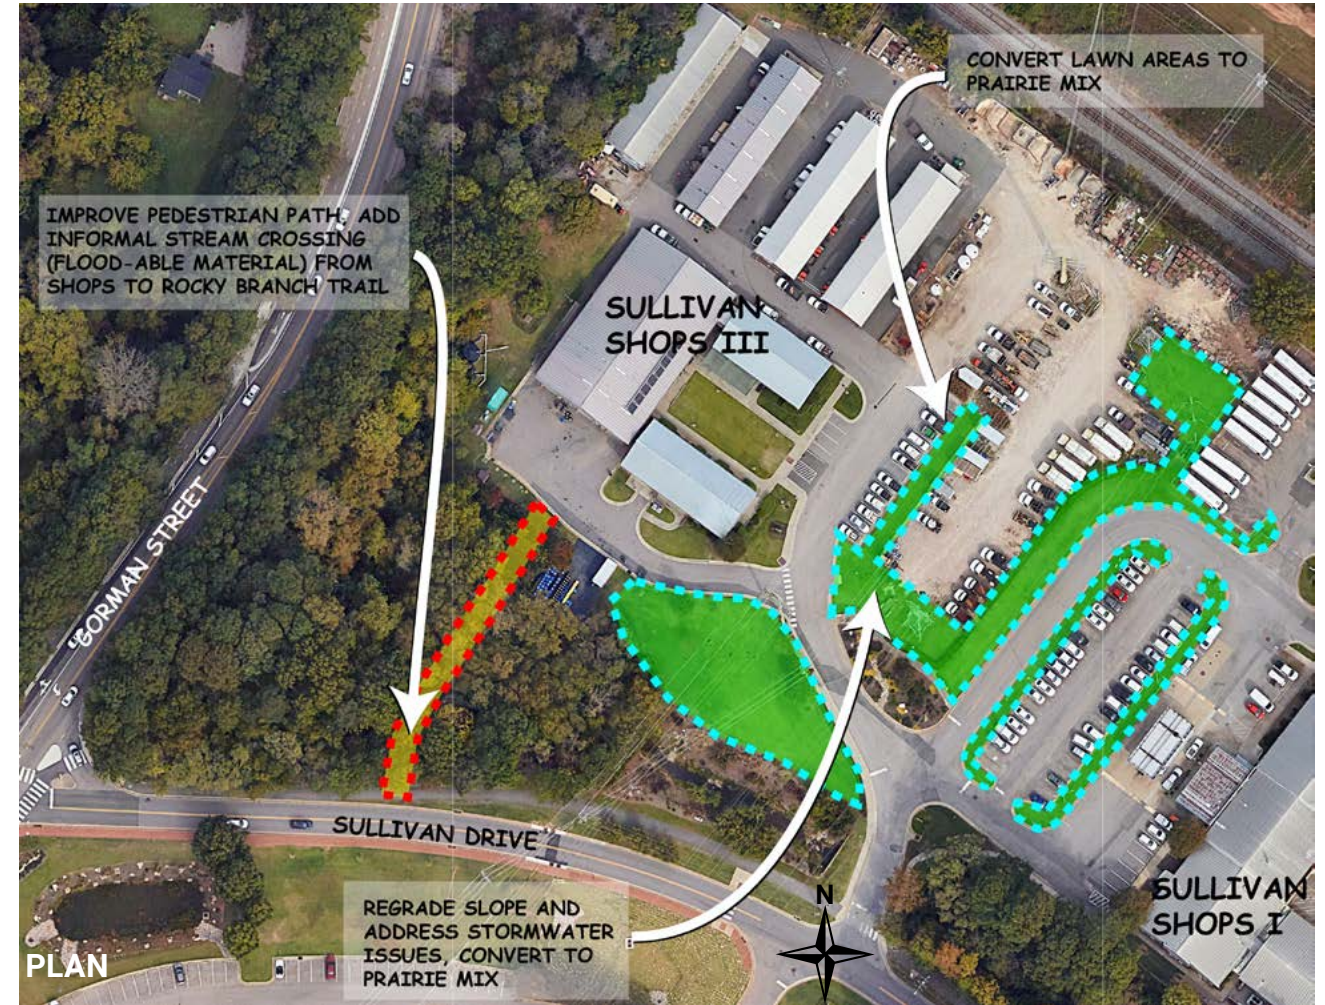 CONVERT LAWN AREAS TO
PRAIRIE MIX
IMPROVE PEDESTRIAN PATH, ADD
INFORMAL STREAM CROSSING
(FLOOD-ABLE MATERIAL) FROM
SHOPS TO ROCKY BRANCH TRAIL
SULLIVAN
SHOPS III
GORMAN STREET
SULLIVAN DRIVE
REGRADE SLOPE AND
ADDRESS STORMWATER
ISSUES, CONVERT TO
PRAIRIE MIX
N
SULLIVAN
SHOPS I
PLAN